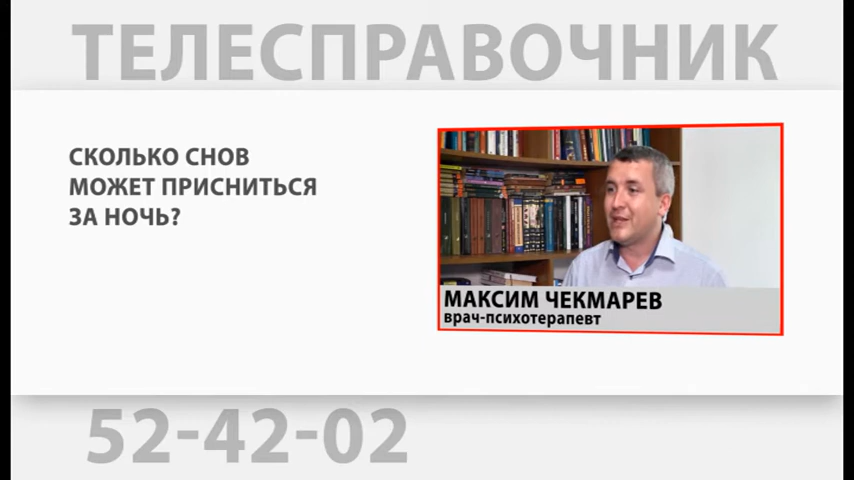 ТЕЛЕСПРАВОЧНИК
СКОЛЬКО СНОВ
МОЖЕТ ПРИСНИТЬСЯ
ЗА НОЧЬ?
МАКСИМ ЧЕКМАРЕВ
врач-психотерапевт
52-42-02